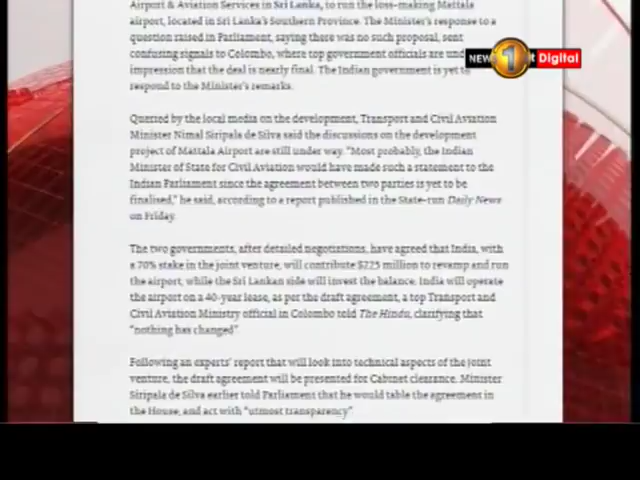 Airport & Aviation Services in Sri Lanka, to run the loss-making Mattala
airport, located in Sri Lanka's Southern Province. The Minister's response to a
question raised in Parliament, saying there was no such proposal, sent
confusing signals to Colombo, where top government officials are
impression that the deal is nearly final. The Indian government is yet to
respond to the Minister's remarks.
NEWS 1st Digital
Queried by the local media on the development, Transport and Civil Aviation
Minister Nimal Siripala de Silva said the discussions on the development
project of Mattala Airport are still under way. "Most probably, the Indian
Minister of State for Civil Aviation would have made such a statement to the
Indian Parliament since the agreement between two parties is yet to be
finalised," he said, according to a report published in the State-run Daily News
on Friday.
The two governments, after detailed negotiations, have agreed that India, with
a 70% stake in the joint venture, will contribute $225 million to revamp and run
the airport, while the Sri Lankan side will invest the balance. India will operate
the airport on a 40-year lease, as per the draft agreement, a top Transport and
Civil Aviation Ministry official in Colombo told The Hindu, clarifying that
"nothing has changed"
Following an experts' report that will look into technical aspects of the joint
venture, the draft agreement will be presented for Cabinet clearance. Minister
Siripala de Silva earlier told Parliament that he would table the agreement in
the House, and act with "utmost transparency"